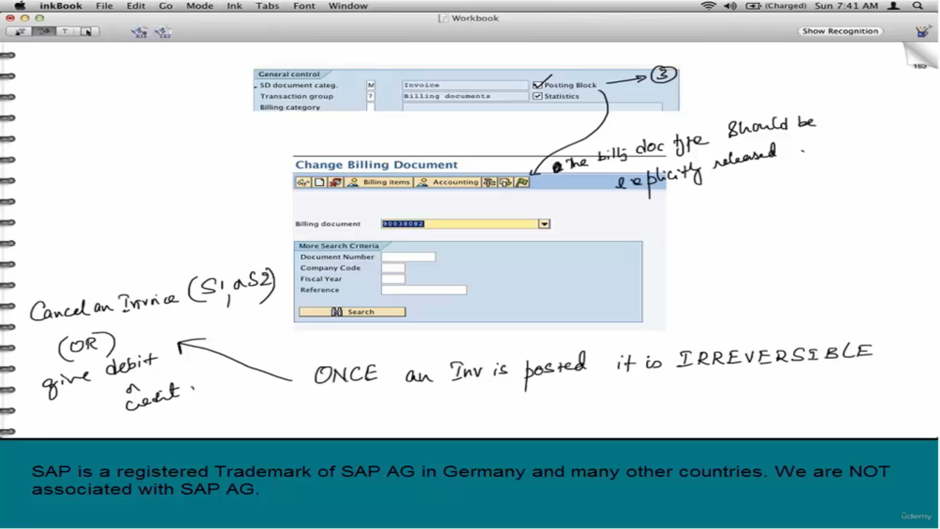 inkBook File Edit Go Mode Ink Tabs Font Window (Charged) Sun 7:41 AM
Workbook
Show Recognition
General control
SD document categ. M Invoice Posting Block 3
Transaction group 7 Billing documents Statistics
Billing category
The billg doc type should be
explicity released.
Change Billing Document
Billing items Accounting
Billing document 90038082
More Search Criteria
Document Number
Company Code
Fiscal Year
Reference
Search
Cancel an Invoice (S1, or S2)
(OR)
give debit
or
credit.
ONCE an Inv is posted it is IRREVERSIBLE
SAP is a registered Trademark of SAP AG in Germany and many other countries. We are NOT
associated with SAP AG.
ûdemy